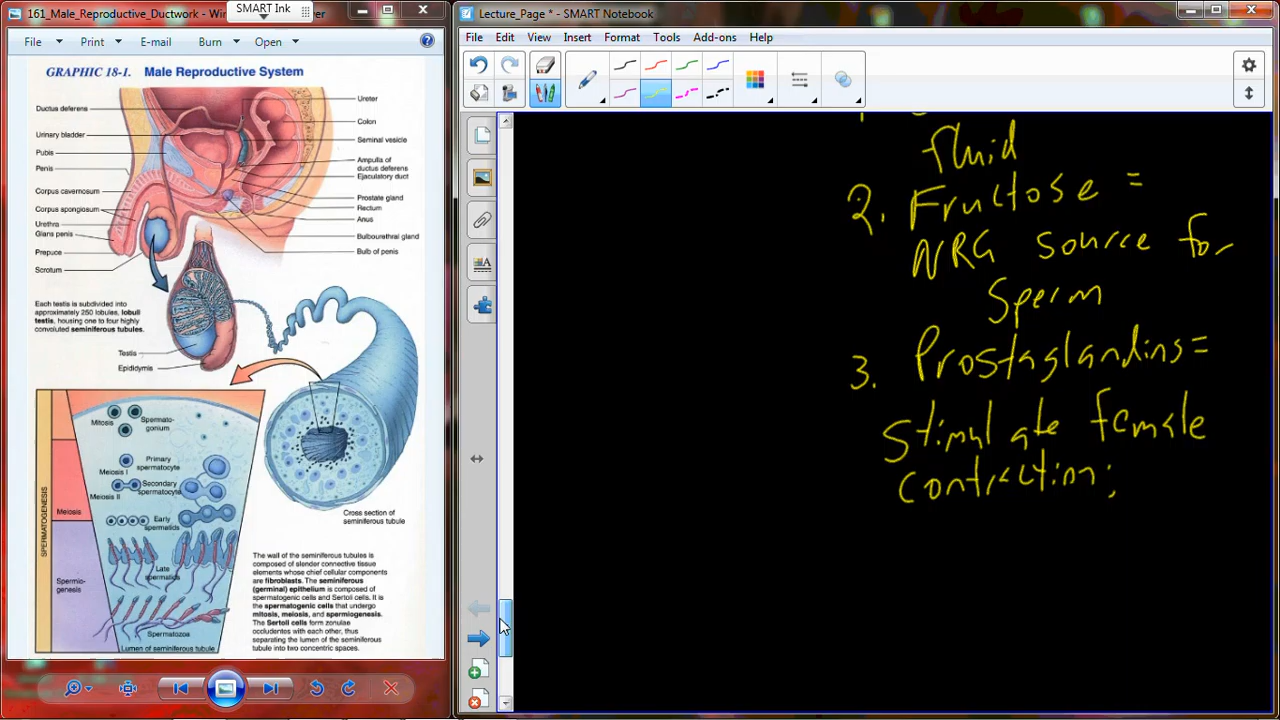 161_Male_Reproductive_Ductwork - Win
SMART Ink
er
File
Print
E-mail
Burn
Open
GRAPHIC 18-1. Male Reproductive System
Ductus deferens
Urinary bladder
Pubis
Penis
Corpus cavernosum
Corpus spongiosum
Urethra
Glans penis
Prepuce
Scrotum
Ureter
Colon
Seminal vesicle
Ampulla of
ductus deferens
Ejaculatory duct
Prostate gland
Rectum
Anus
Bulbourethral gland
Bulb of penis
Each testis is subdivided into
approximately 250 lobules, lobuli
testis, housing one to four highly
convoluted seminiferous tubules.
Testis
Epididymis
SPERMATOGENESIS
Meiosis
Spermio-
genesis
Mitosis
Spermato-
gonium
Meiosis I
Primary
spermatocyte
Meiosis II
Secondary
spermatocyte
Early
spermatids
Late
spermatids
Spermatozoa
Lumen of seminiferous tubule
Cross section of
seminiferous tubule
The wall of the seminiferous tubules is
composed of slender connective tissue
elements whose chief cellular components
are fibroblasts. The seminiferous
(germinal) epithelium is composed of
spermatogenic cells and Sertoli cells. It is
the spermatogenic cells that undergo
mitosis, meiosis, and spermiogenesis.
The Sertoli cells form zonulae
occludentes with each other, thus
separating the lumen of the seminiferous
tubule into two concentric spaces.
Lecture_Page * - SMART Notebook
File Edit View Insert Format Tools Add-ons Help
fluid
2. Fructose =
NRG source for
Sperm
3. Prostaglandins =
Stimulate female
contraction;